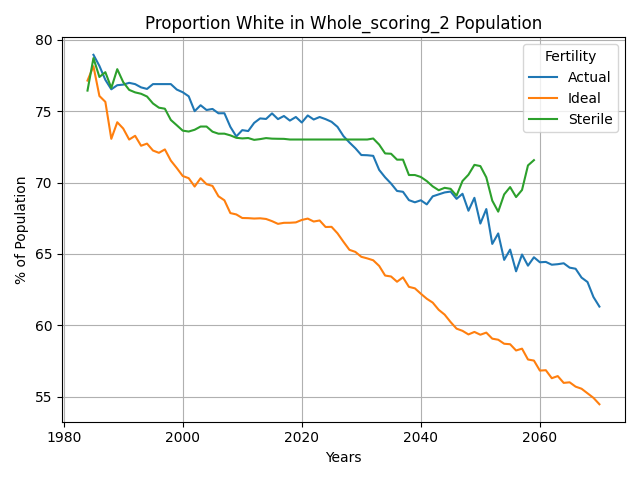 Proportion White in Whole_scoring_2 Population
% of Population
80
75
70
65
60
55
Fertility
Actual
Ideal
Sterile
1980
2000
2020
2040
2060
Years